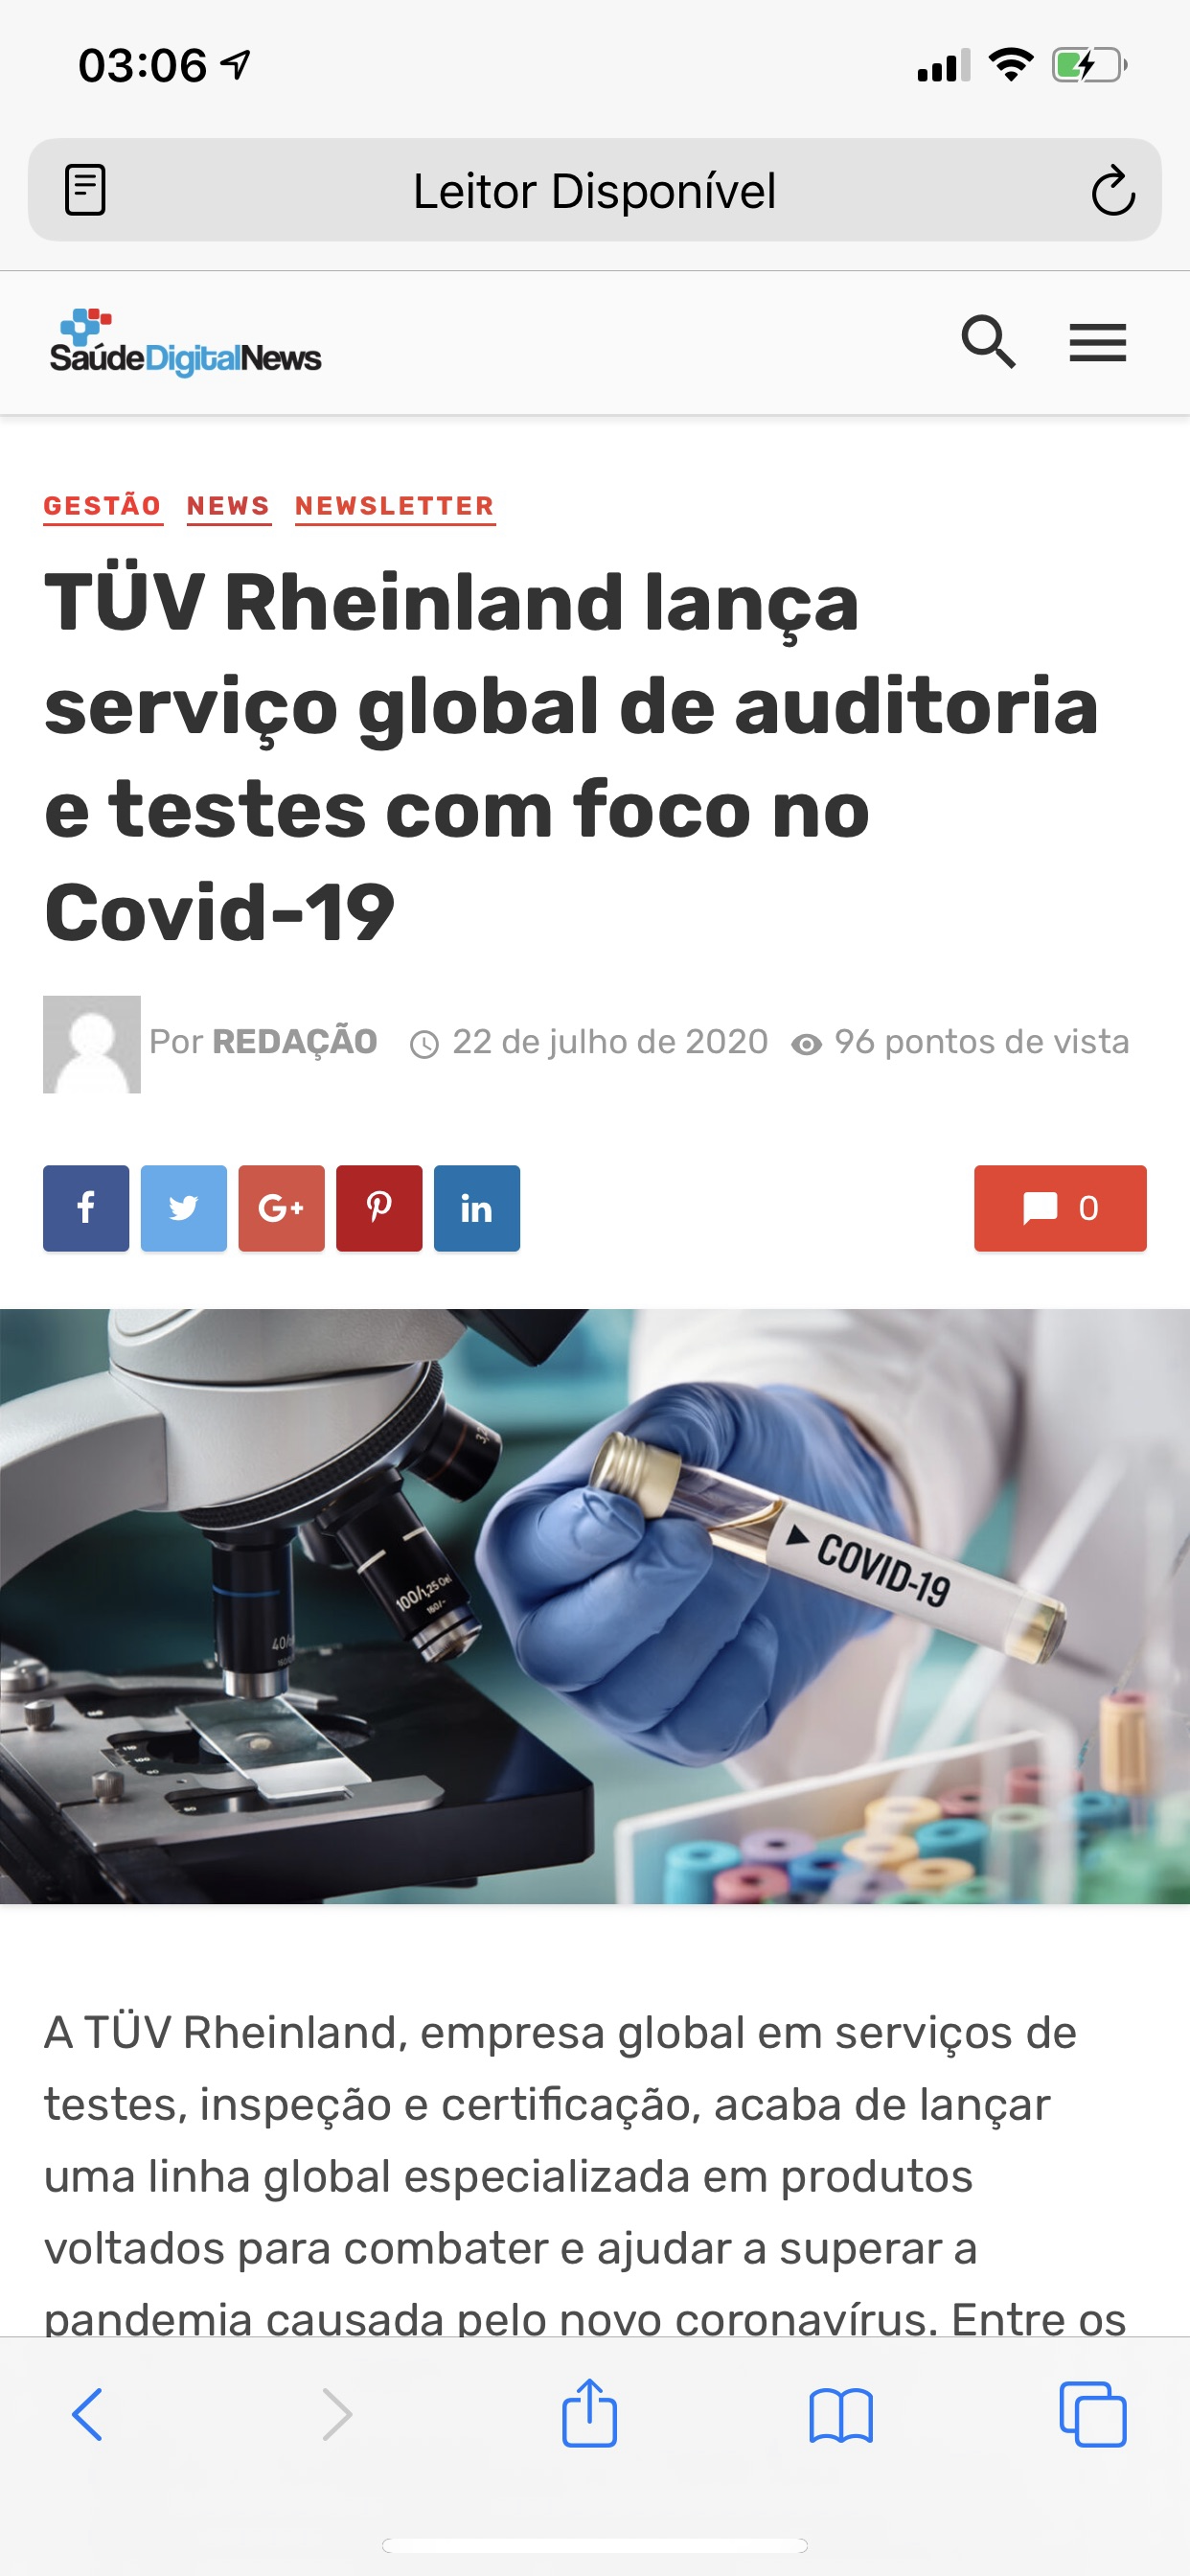 03:06
Leitor Disponível
SaúdeDigitalNews
GESTÃO NEWS NEWSLETTER
TÜV Rheinland lança
serviço global de auditoria
e testes com foco no
Covid-19
Por REDAÇÃO 22 de julho de 2020 96 pontos de vista
f G+ in 0
100/1,25 Oel
160/-
40/
COVID-19
A TÜV Rheinland, empresa global em serviços de
testes, inspeção e certificação, acaba de lançar
uma linha global especializada em produtos
voltados para combater e ajudar a superar a
pandemia causada pelo novo coronavírus. Entre os